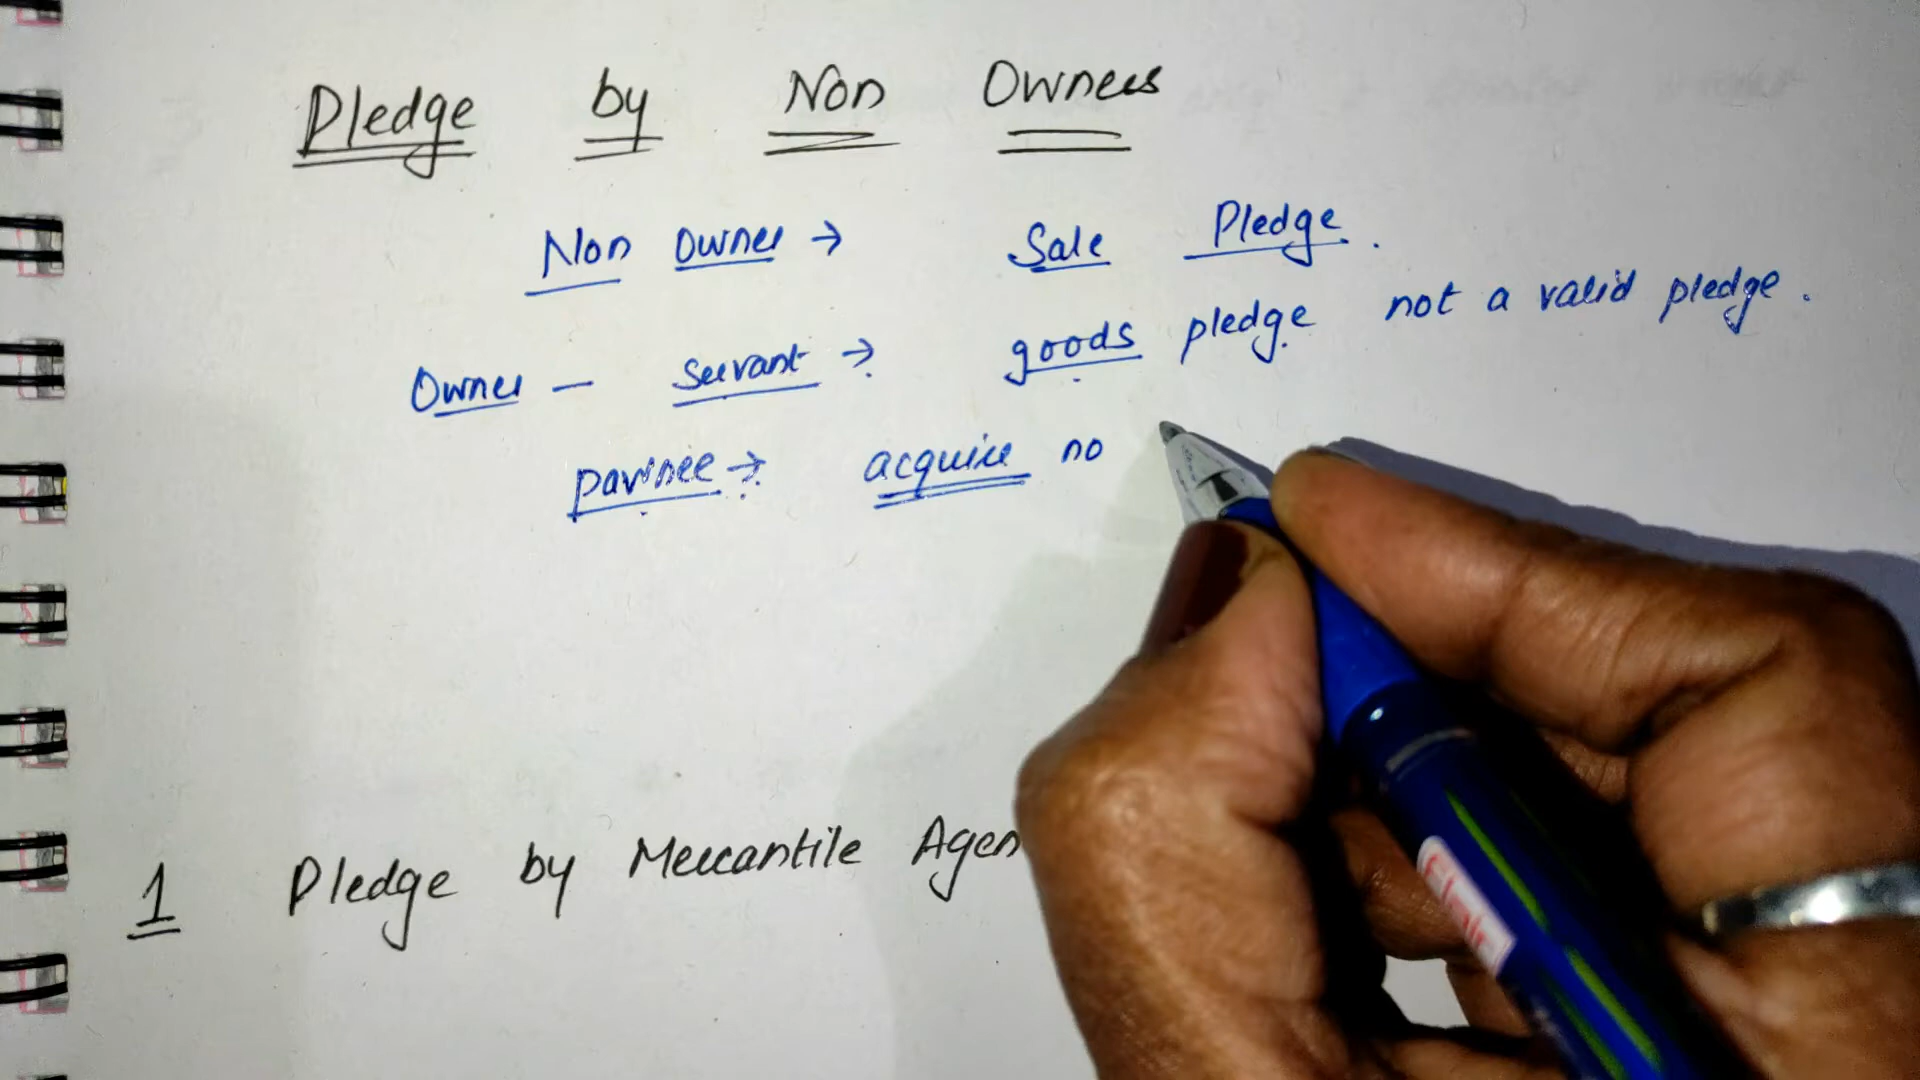 Pledge by Non Owners
Non Owner → Sale Pledge.
Owner – servant → goods pledge not a valid pledge.
pawnee → acquire no
1 Pledge by Mercantile Agen
Flair